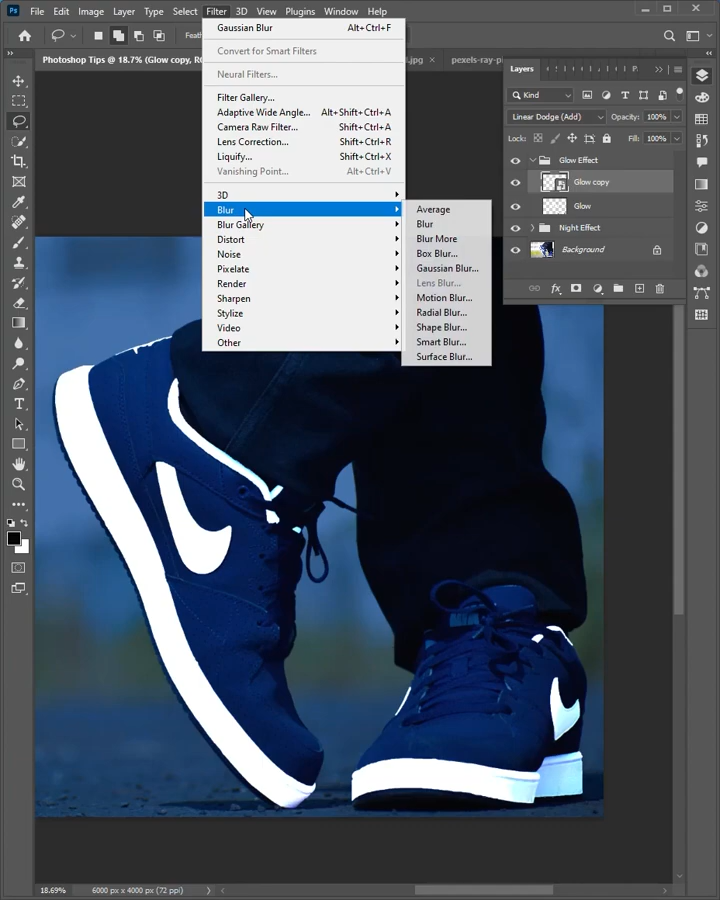 Ps File Edit Image Layer Type Select Filter 3D View Plugins Window Help
Photoshop Tips @ 18.7% (Glow copy, R
.jpg × pexels-ray-p
Gaussian Blur Alt+Ctrl+F
Convert for Smart Filters
Neural Filters...
Filter Gallery...
Adaptive Wide Angle... Alt+Shift+Ctrl+A
Camera Raw Filter... Shift+Ctrl+A
Lens Correction... Shift+Ctrl+R
Liquify... Shift+Ctrl+X
Vanishing Point... Alt+Ctrl+V
3D
Blur
Blur Gallery
Distort
Noise
Pixelate
Render
Sharpen
Stylize
Video
Other
Average
Blur
Blur More
Box Blur...
Gaussian Blur...
Lens Blur...
Motion Blur...
Radial Blur...
Shape Blur...
Smart Blur...
Surface Blur...
Layers
Kind
Linear Dodge (Add) Opacity: 100%
Lock: Fill: 100%
Glow Effect
Glow copy
Glow
Night Effect
Background
fx
18.69% 6000 px x 4000 px (72 ppi)